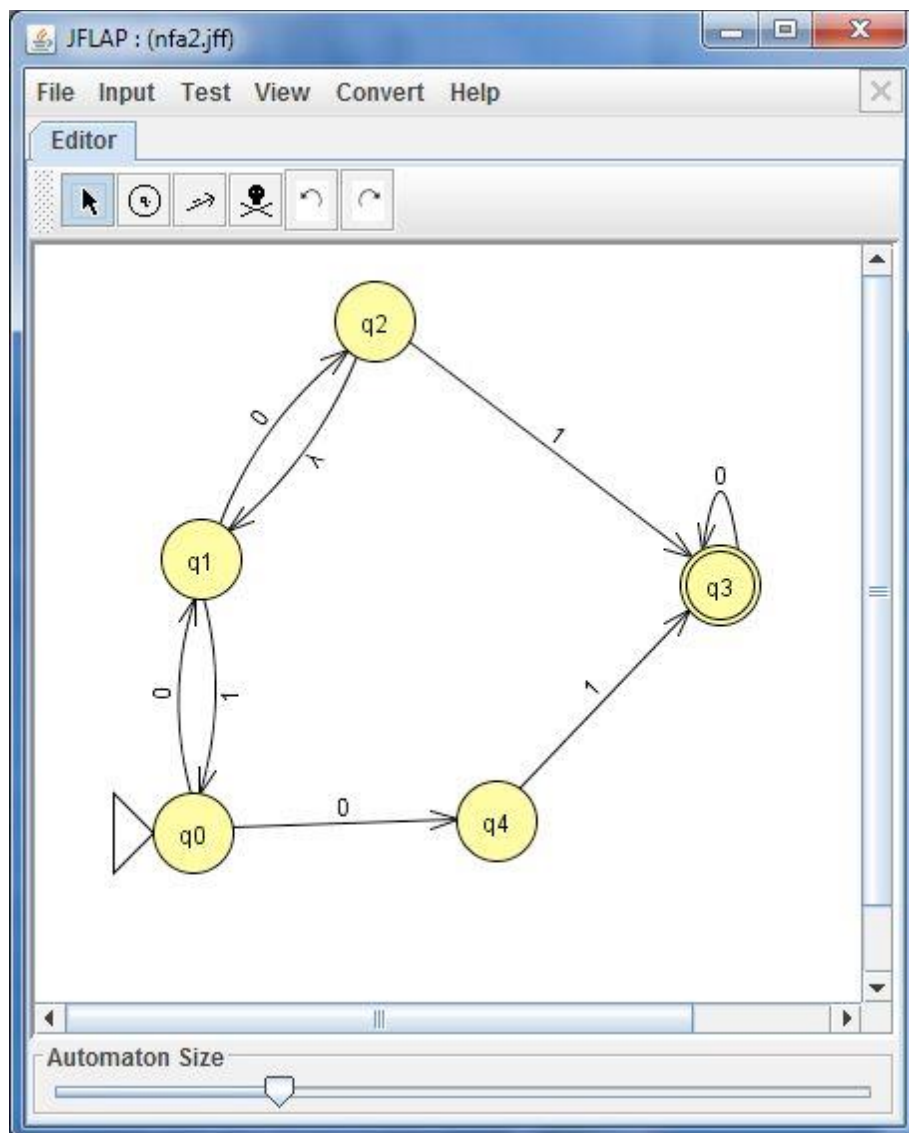 JFLAP : (nfa2.jff)
File Input Test View Convert Help
Editor
q2
0
λ
1
0
q1
q3
0
1
1
0
q0
q4
Automaton Size